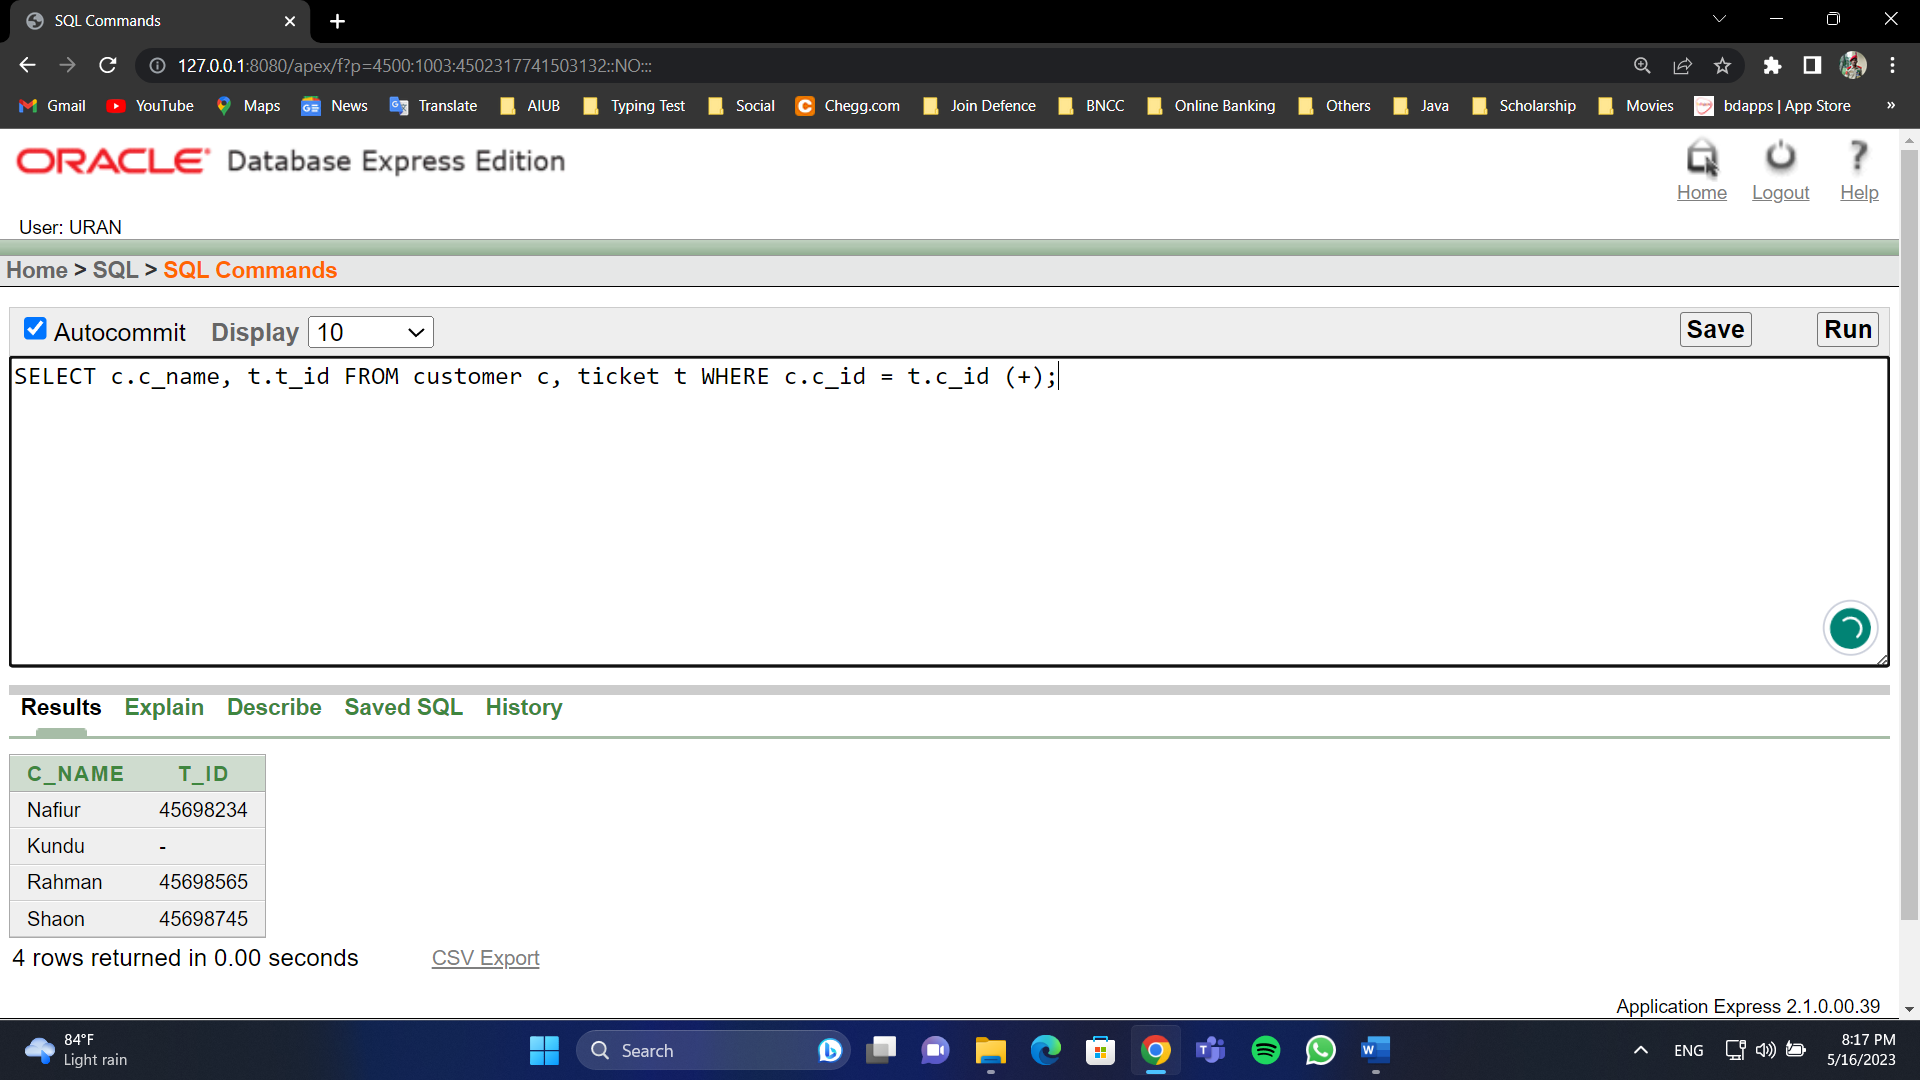 SQL Commands
127.0.0.1:8080/apex/f?p=4500:1003:4502317741503132::NO:::
Gmail YouTube Maps News Translate AIUB Typing Test Social Chegg.com Join Defence BNCC Online Banking Others Java Scholarship Movies bdapps | App Store »
ORACLE Database Express Edition
Home Logout Help
User: URAN
Home > SQL > SQL Commands
Autocommit Display 10 Save Run
SELECT c.c_name, t.t_id FROM customer c, ticket t WHERE c.c_id = t.c_id (+);
Results Explain Describe Saved SQL History
C_NAME T_ID
Nafiur 45698234
Kundu -
Rahman 45698565
Shaon 45698745
4 rows returned in 0.00 seconds CSV Export
Application Express 2.1.0.00.39
84°F
Light rain
Search
ENG
8:17 PM
5/16/2023